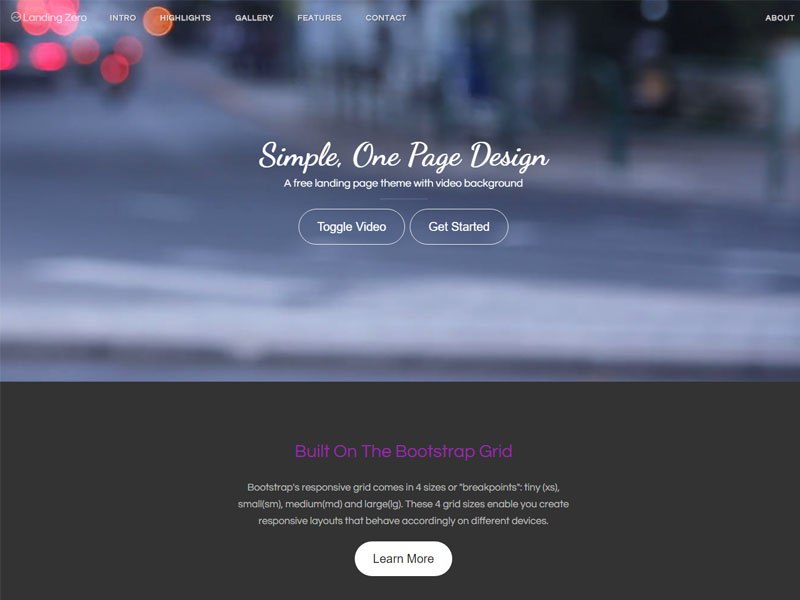 Landing Zero INTRO HIGHLIGHTS GALLERY FEATURES CONTACT ABOUT
Simple, One Page Design
A free landing page theme with video background
Toggle Video Get Started
Built On The Bootstrap Grid
Bootstrap's responsive grid comes in 4 sizes or "breakpoints": tiny (xs),
small(sm), medium(md) and large(lg). These 4 grid sizes enable you create
responsive layouts that behave accordingly on different devices.
Learn More